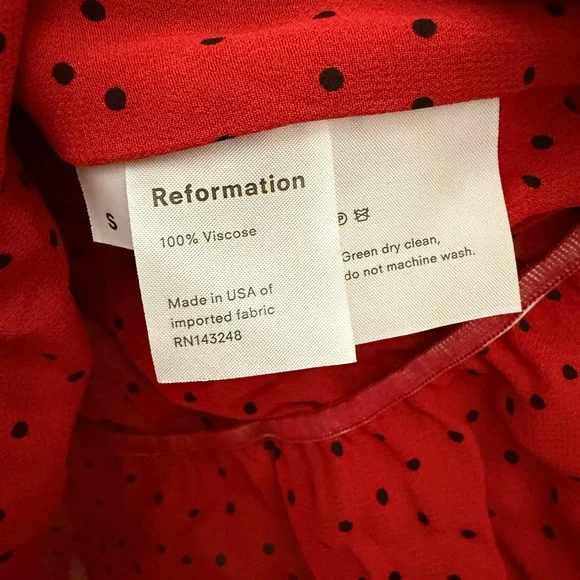 S
Reformation
100% Viscose
Made in USA of
imported fabric
RN143248
P
Green dry clean,
do not machine wash.